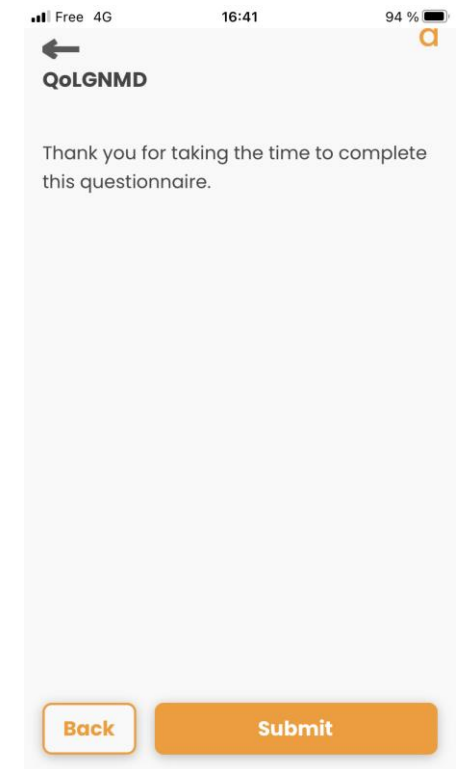 Free 4G 16:41 94 %
a
QoLGNMD
Thank you for taking the time to complete
this questionnaire.
Back Submit